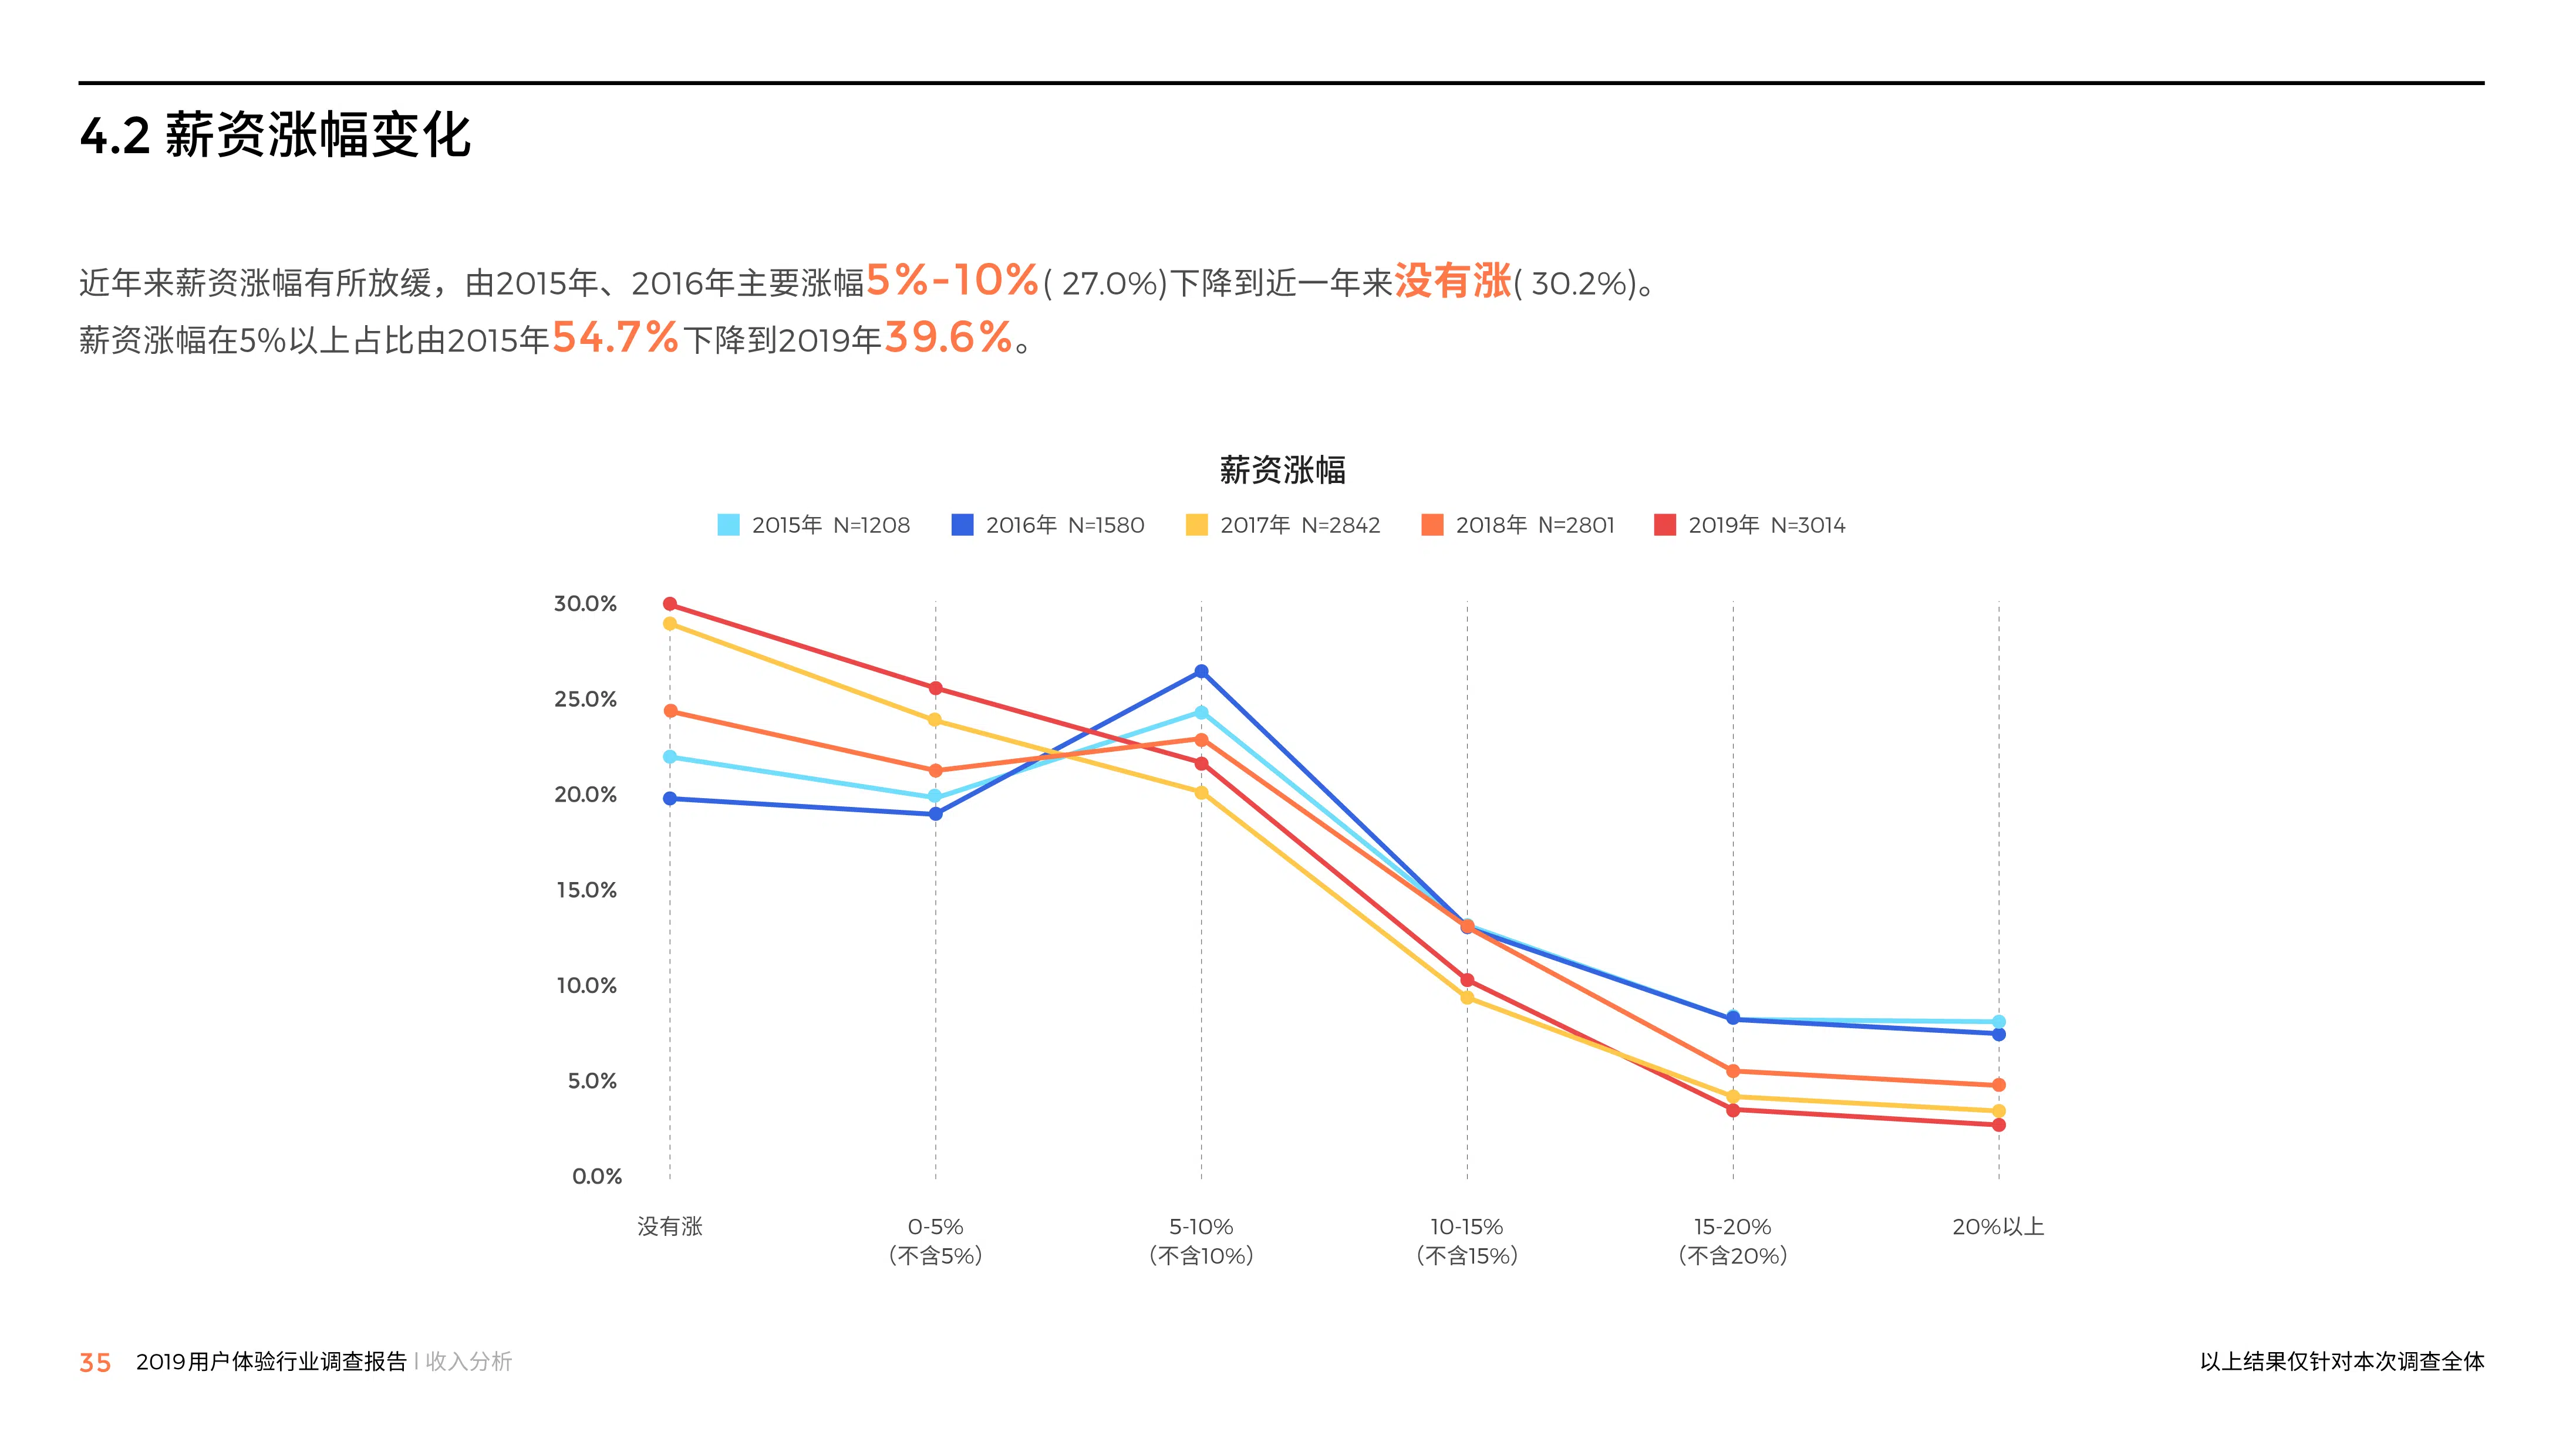 4.2 薪资涨幅变化
近年来薪资涨幅有所放缓，由2015年、2016年主要涨幅5%-10%( 27.0%)下降到近一年来没有涨( 30.2%)。
薪资涨幅在5%以上占比由2015年54.7%下降到2019年39.6%。
薪资涨幅
2015年 N=1208 2016年 N=1580 2017年 N=2842 2018年 N=2801 2019年 N=3014
30.0%
25.0%
20.0%
15.0%
10.0%
5.0%
0.0%
没有涨 0-5% 5-10% 10-15% 15-20% 20%以上
（不含5%） （不含10%） （不含15%） （不含20%）
35 2019用户体验行业调查报告 | 收入分析 以上结果仅针对本次调查全体